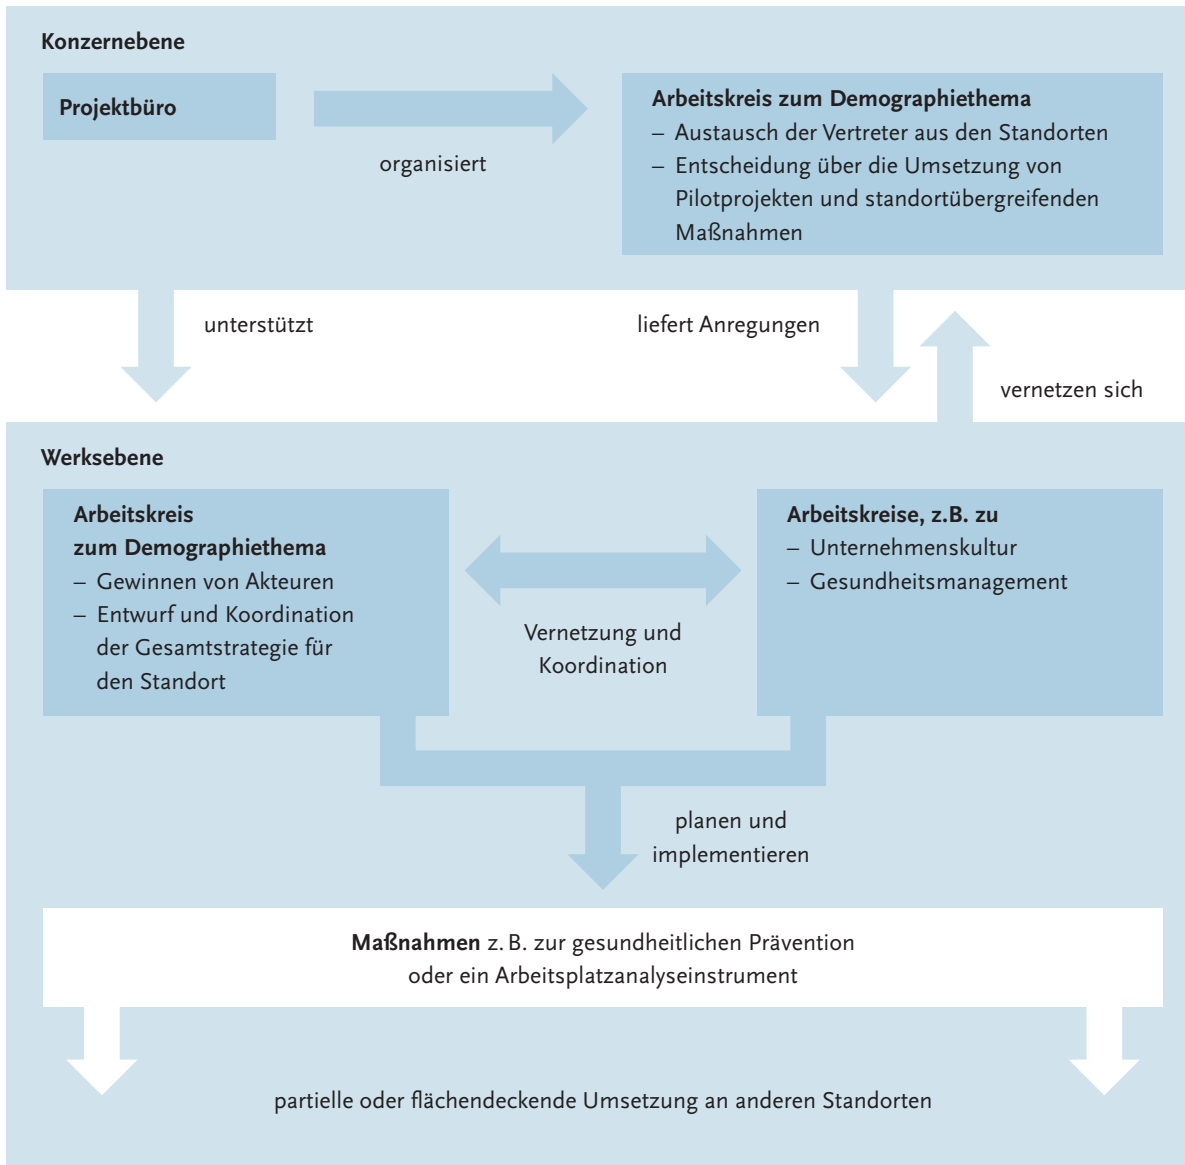 Konzernebene
Projektbüro
organisiert
Arbeitskreis zum Demographiethema
– Austausch der Vertreter aus den Standorten
– Entscheidung über die Umsetzung von
Pilotprojekten und standortübergreifenden
Maßnahmen
unterstützt
liefert Anregungen
vernetzen sich
Werksebene
Arbeitskreis
zum Demographiethema
– Gewinnen von Akteuren
– Entwurf und Koordination
der Gesamtstrategie für
den Standort
Vernetzung und
Koordination
Arbeitskreise, z.B. zu
– Unternehmenskultur
– Gesundheitsmanagement
planen und
implementieren
Maßnahmen z. B. zur gesundheitlichen Prävention
oder ein Arbeitsplatzanalyseinstrument
partielle oder flächendeckende Umsetzung an anderen Standorten